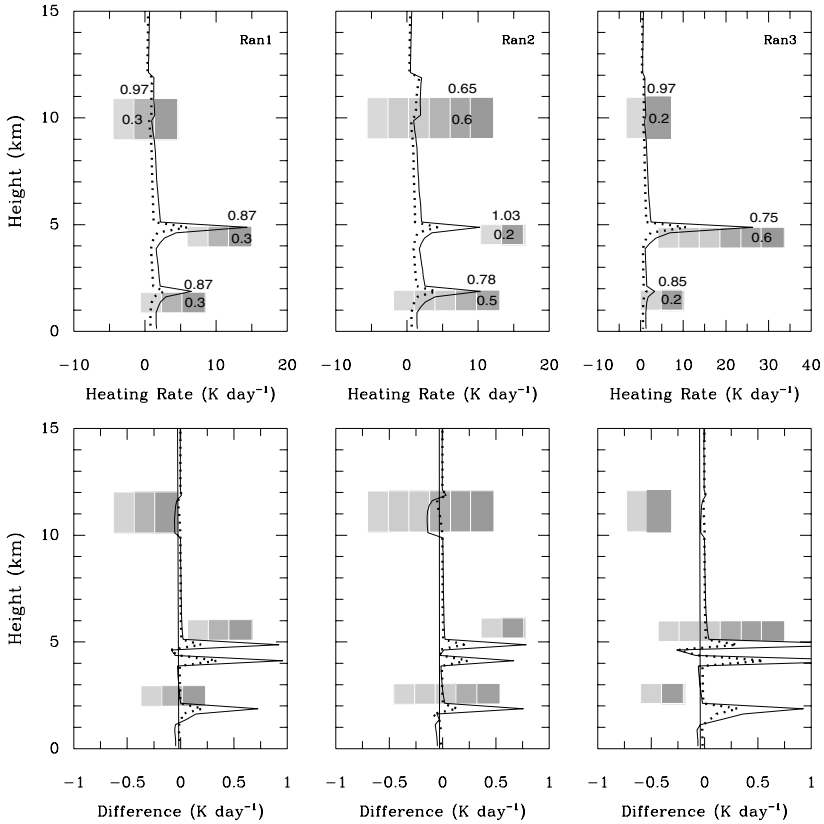 15 Ran1 Ran2 Ran3
0.97 0.65 0.97
10 0.3 0.6 0.2
Height (km)
0.87 1.03 0.75
5 0.3 0.2 0.6
0.87 0.78 0.85
0.3 0.5 0.2
0
−10 0 10 20 −10 0 10 20 −10 0 10 20 30 40
Heating Rate (K day⁻¹) Heating Rate (K day⁻¹) Heating Rate (K day⁻¹)
15
10
Height (km)
5
0
−1 −0.5 0 0.5 1 −1 −0.5 0 0.5 1 −1 −0.5 0 0.5 1
Difference (K day⁻¹) Difference (K day⁻¹) Difference (K day⁻¹)